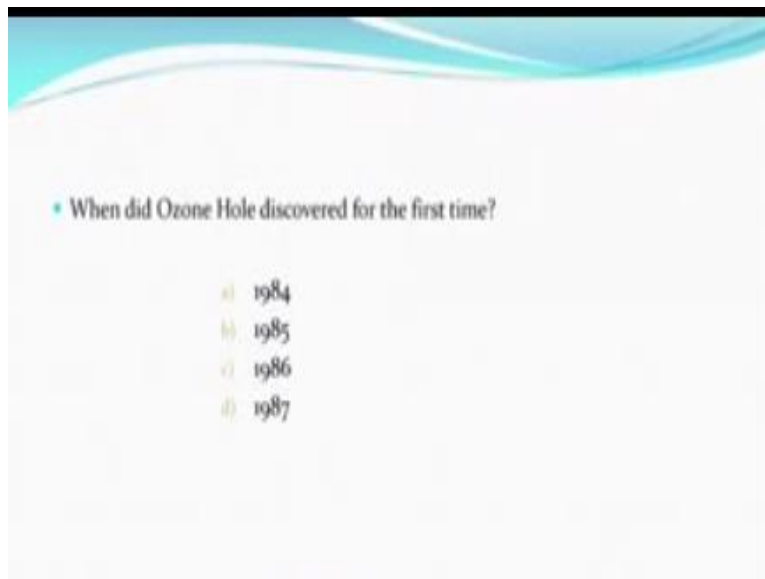 • When did Ozone Hole discovered for the first time?
a) 1984
b) 1985
c) 1986
d) 1987